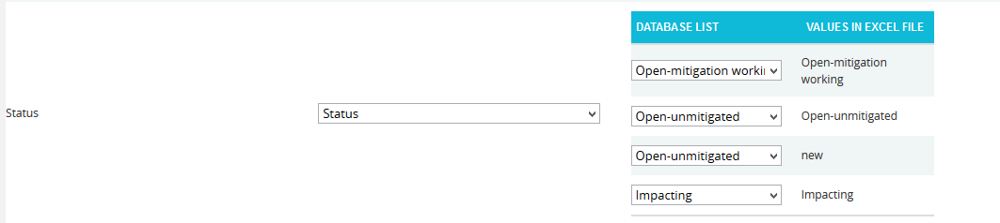 DATABASE LIST VALUES IN EXCEL FILE
Open-mitigation workin Open-mitigation
working
Status Status
Open-unmitigated Open-unmitigated
Open-unmitigated new
Impacting Impacting